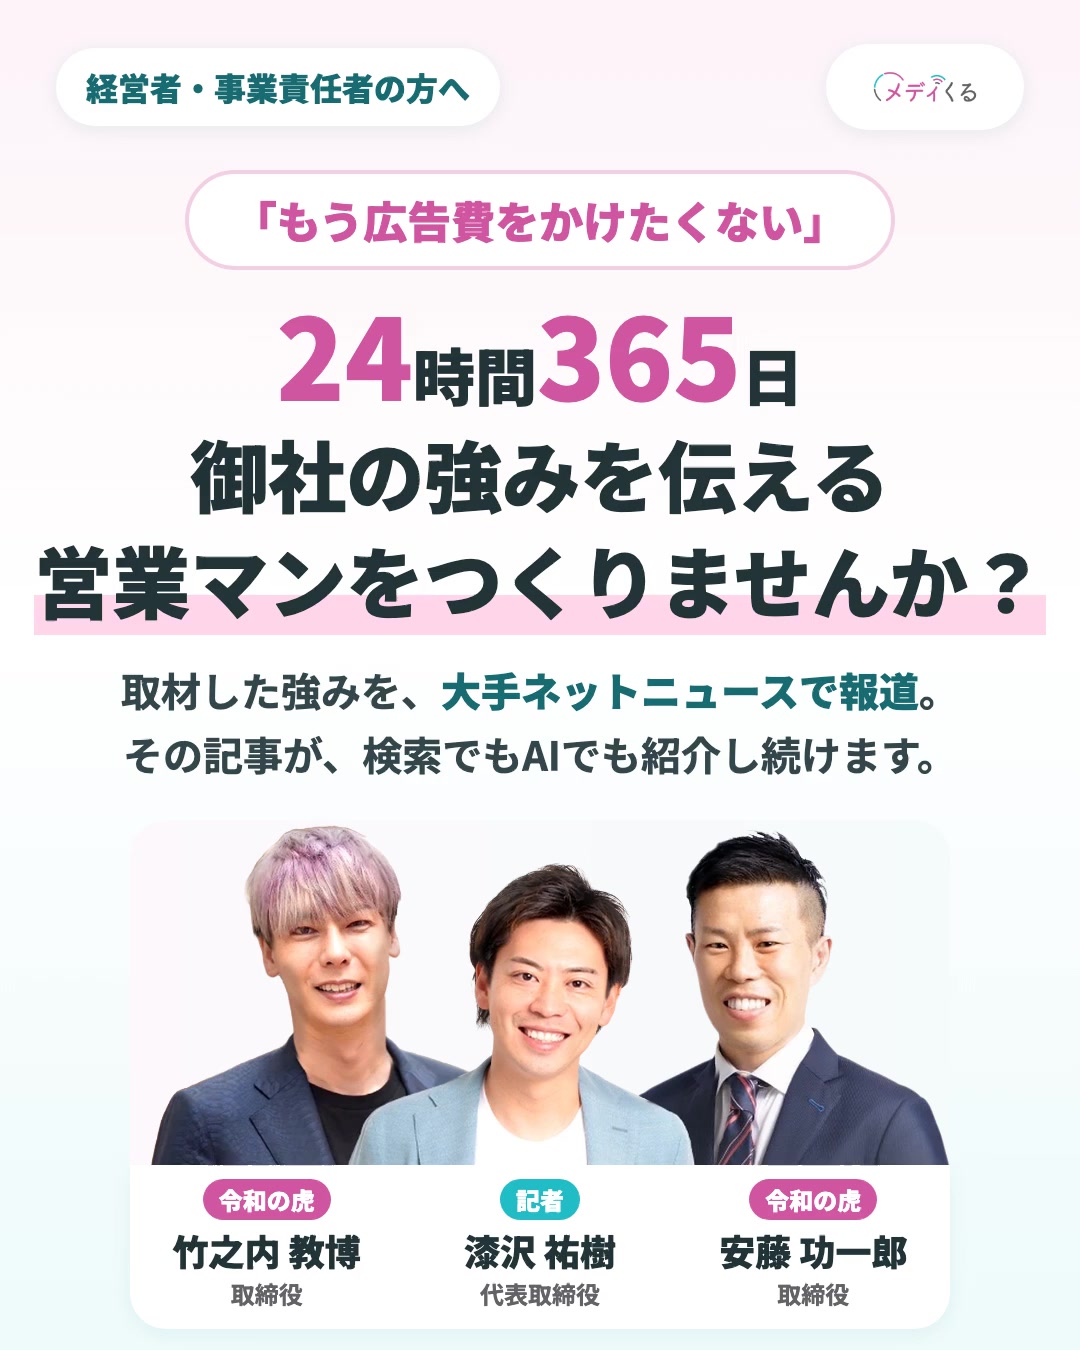 経営者・事業責任者の方へ
メディくる
「もう広告費をかけたくない」
24時間365日
御社の強みを伝える
営業マンをつくりませんか？
取材した強みを、大手ネットニュースで報道。
その記事が、検索でもAIでも紹介し続けます。
令和の虎
竹之内 教博
取締役
記者
漆沢 祐樹
代表取締役
令和の虎
安藤 功一郎
取締役